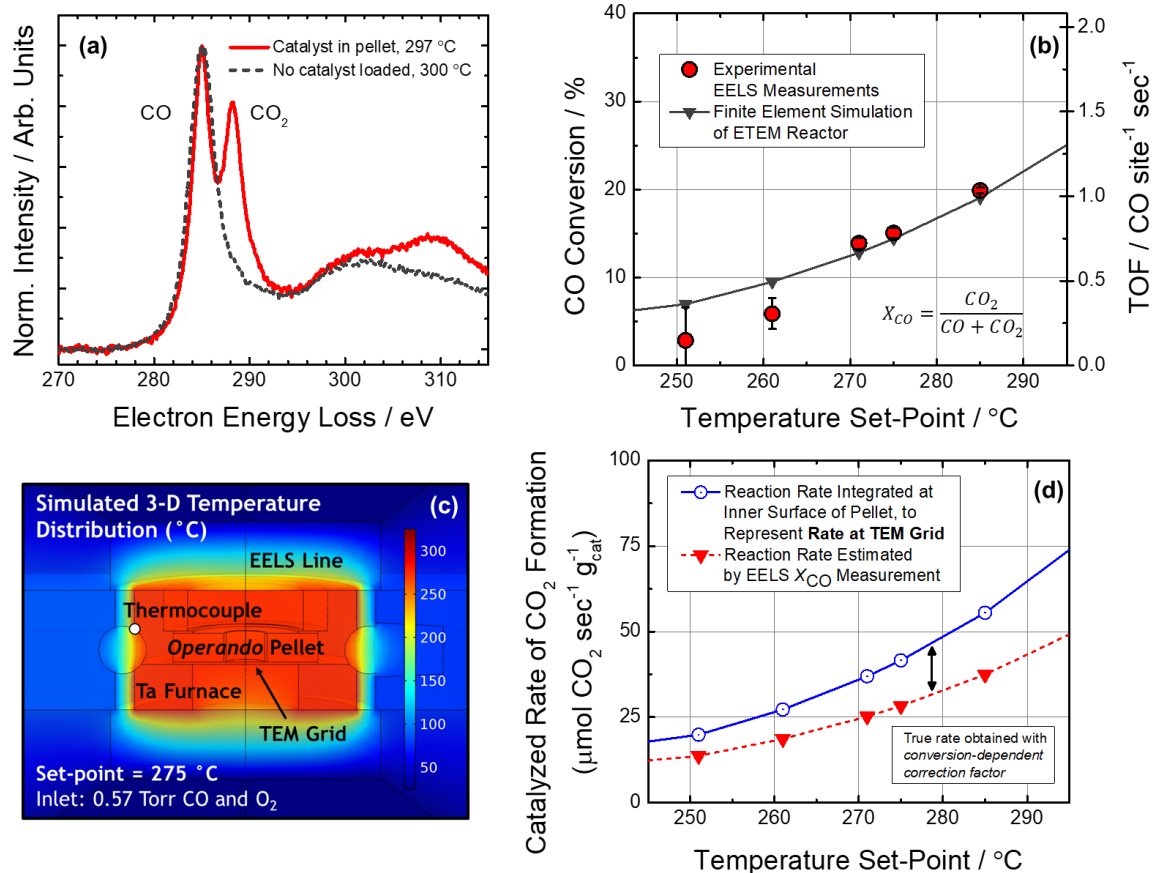 (a)
Catalyst in pellet, 297 °C
No catalyst loaded, 300 °C
CO
CO2
Norm. Intensity / Arb. Units
270 280 290 300 310
Electron Energy Loss / eV
(b)
Experimental
EELS Measurements
Finite Element Simulation
of ETEM Reactor
CO Conversion / %
40
30
20
10
0
TOF / CO site-1 sec-1
2.0
1.5
1.0
0.5
0.0
XCO = CO2 / CO + CO2
250 260 270 280 290
Temperature Set-Point / °C
Simulated 3-D Temperature
Distribution (°C)
(c)
EELS Line
Thermocouple
Operando Pellet
Ta Furnace
TEM Grid
Set-point = 275 °C
Inlet: 0.57 Torr CO and O2
300
250
200
150
100
50
(d)
Reaction Rate Integrated at
Inner Surface of Pellet, to
Represent Rate at TEM Grid
Reaction Rate Estimated
by EELS XCO Measurement
Catalyzed Rate of CO2 Formation
(μmol CO2 sec-1 g-1cat)
100
75
50
25
0
True rate obtained with
conversion-dependent
correction factor
250 260 270 280 290
Temperature Set-Point / °C